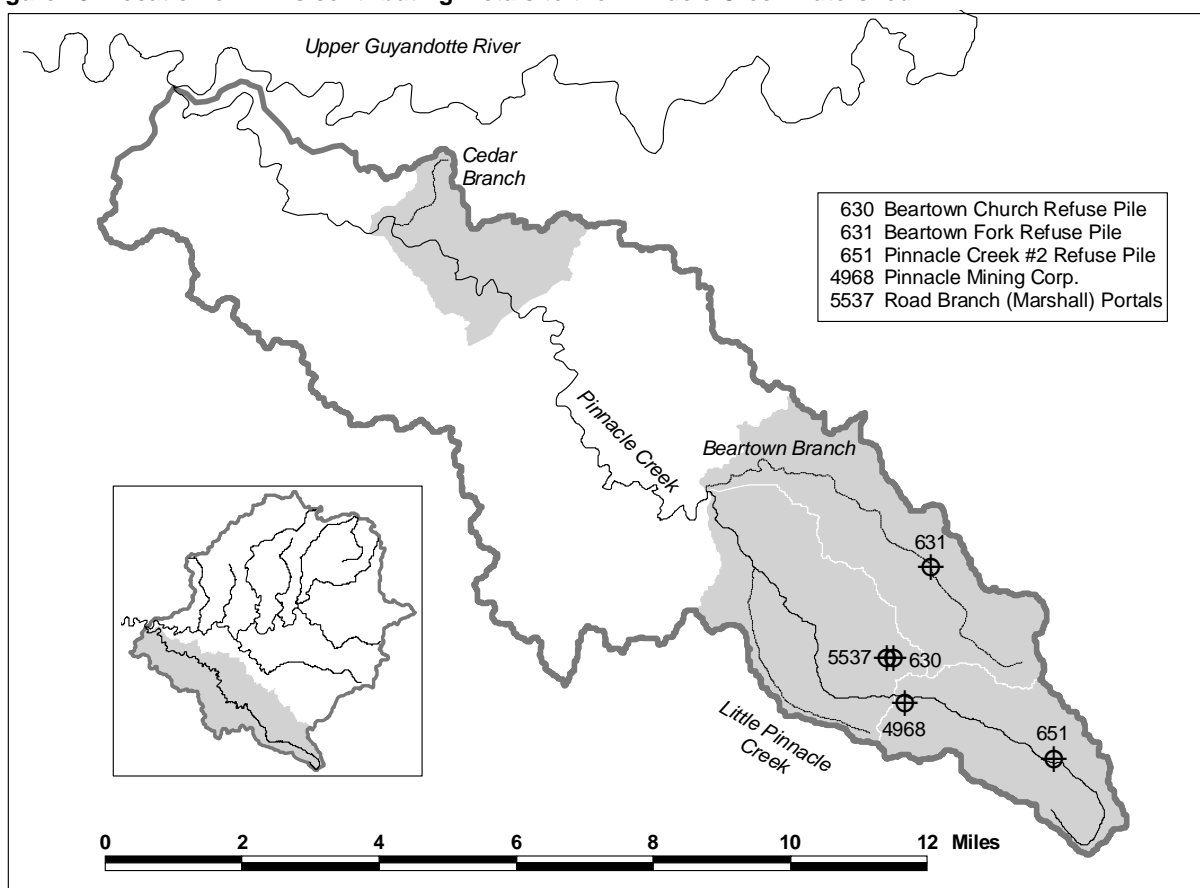 Upper Guyandotte River
Cedar
Branch
630 Beartown Church Refuse Pile
631 Beartown Fork Refuse Pile
651 Pinnacle Creek #2 Refuse Pile
4968 Pinnacle Mining Corp.
5537 Road Branch (Marshall) Portals
Pinnacle Creek
Beartown Branch
631
5537
630
4968
651
Little Pinnacle
Creek
0 2 4 6 8 10 12 Miles